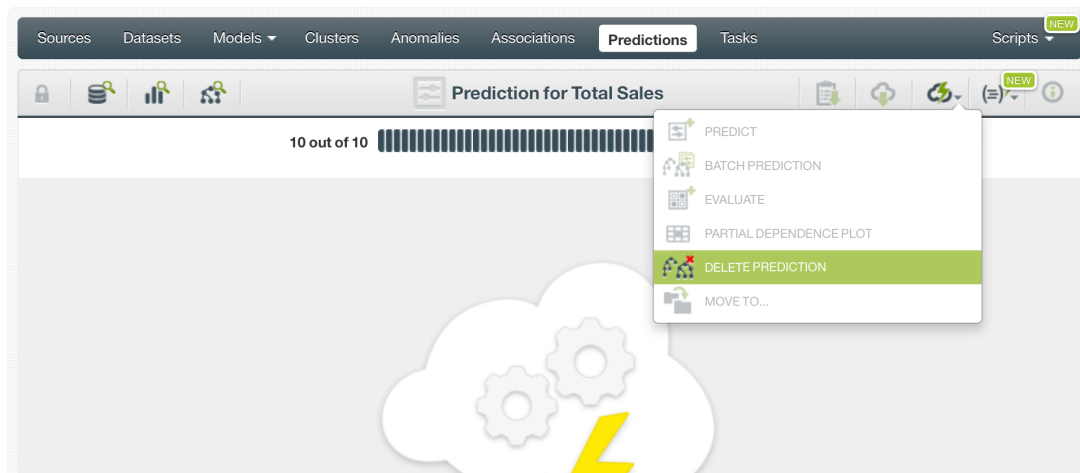 NEW
Sources Datasets Models Clusters Anomalies Associations Predictions Tasks Scripts
NEW
Prediction for Total Sales (=)
10 out of 10
PREDICT
BATCH PREDICTION
EVALUATE
PARTIAL DEPENDENCE PLOT
DELETE PREDICTION
MOVE TO...